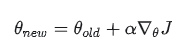 θ_new = θ_old + α∇_θ J